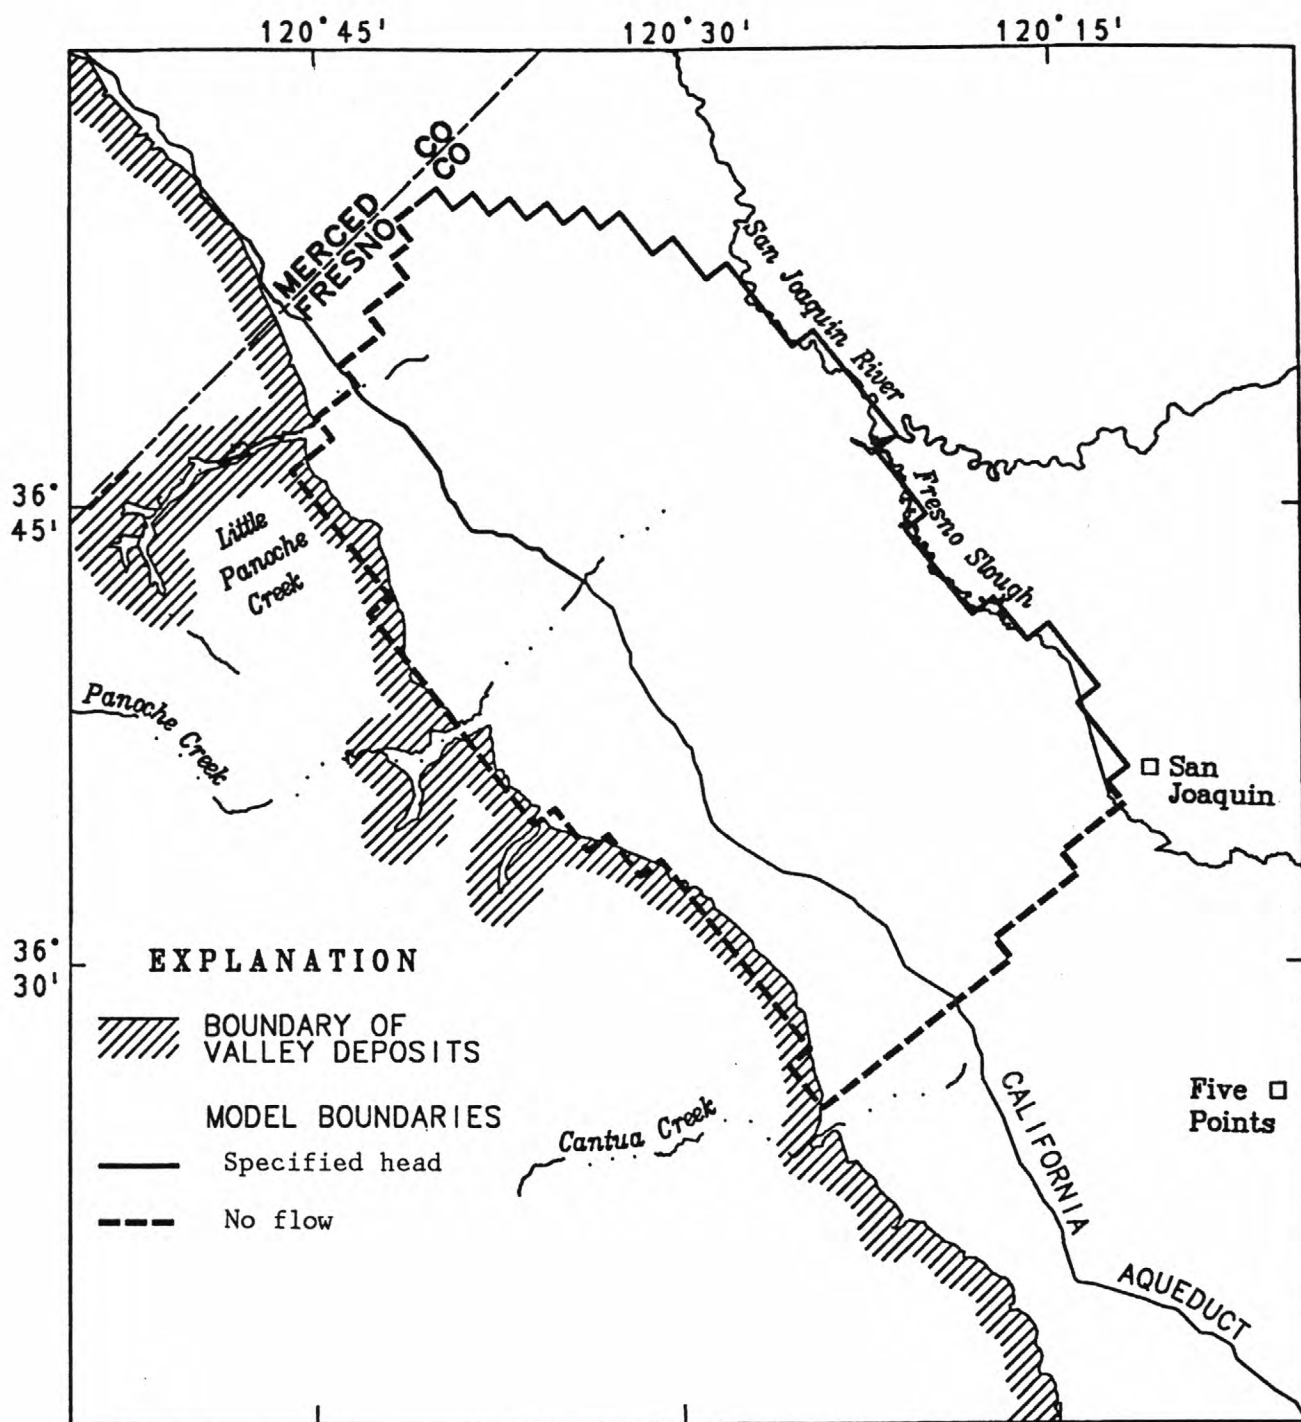 120°45'
120°30'
120°15'
CO
CO
MERCED
FRESNO
San Joaquin River
36°
45'
Fresno Slough
Little
Panoche
Creek
Panoche Creek
San
Joaquin
36°
30'
EXPLANATION
BOUNDARY OF
VALLEY DEPOSITS
MODEL BOUNDARIES
Specified head
No flow
Cantua Creek
CALIFORNIA
AQUEDUCT
Five
Points